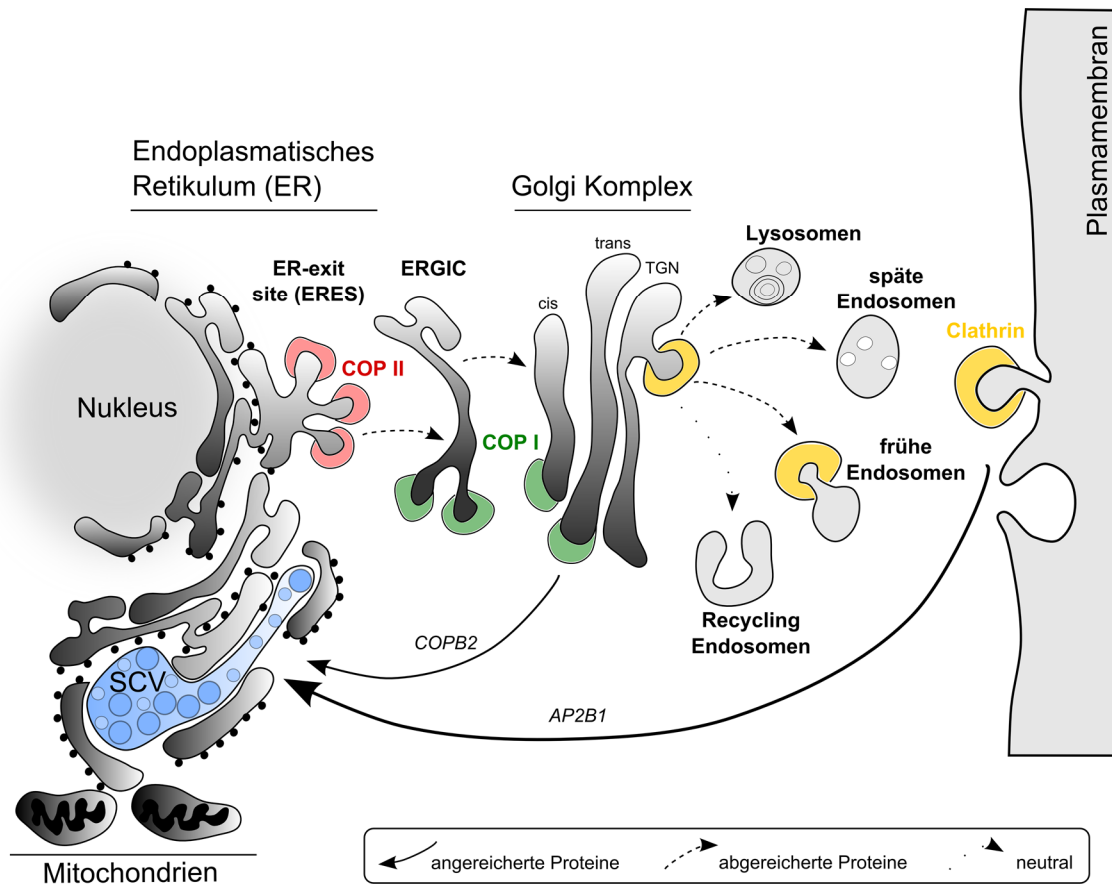 Plasmamembran
Endoplasmatisches
Retikulum (ER)
Golgi Komplex
Lysosomen
trans
TGN
ER-exit
site (ERES)
ERGIC
cis
späte
Endosomen
Clathrin
COP II
Nukleus
COP I
frühe
Endosomen
Recycling
Endosomen
COPB2
SCV
AP2B1
Mitochondrien
angereicherte Proteine
abgereicherte Proteine
neutral